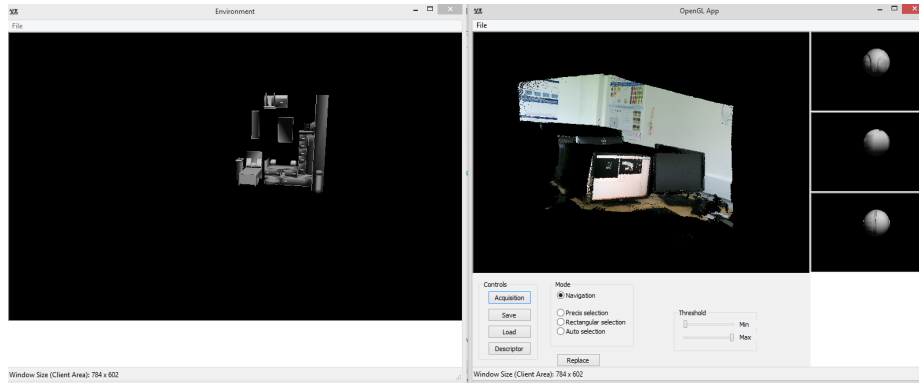 Environment
File
Window Size (Client Area): 784 x 602
OpenGL App
File
Controls
Acquisition
Save
Load
Descriptor
Mode
Navigation
Precis selection
Rectangular selection
Auto selection
Replace
Threshold
Min
Max
Window Size (Client Area): 784 x 602